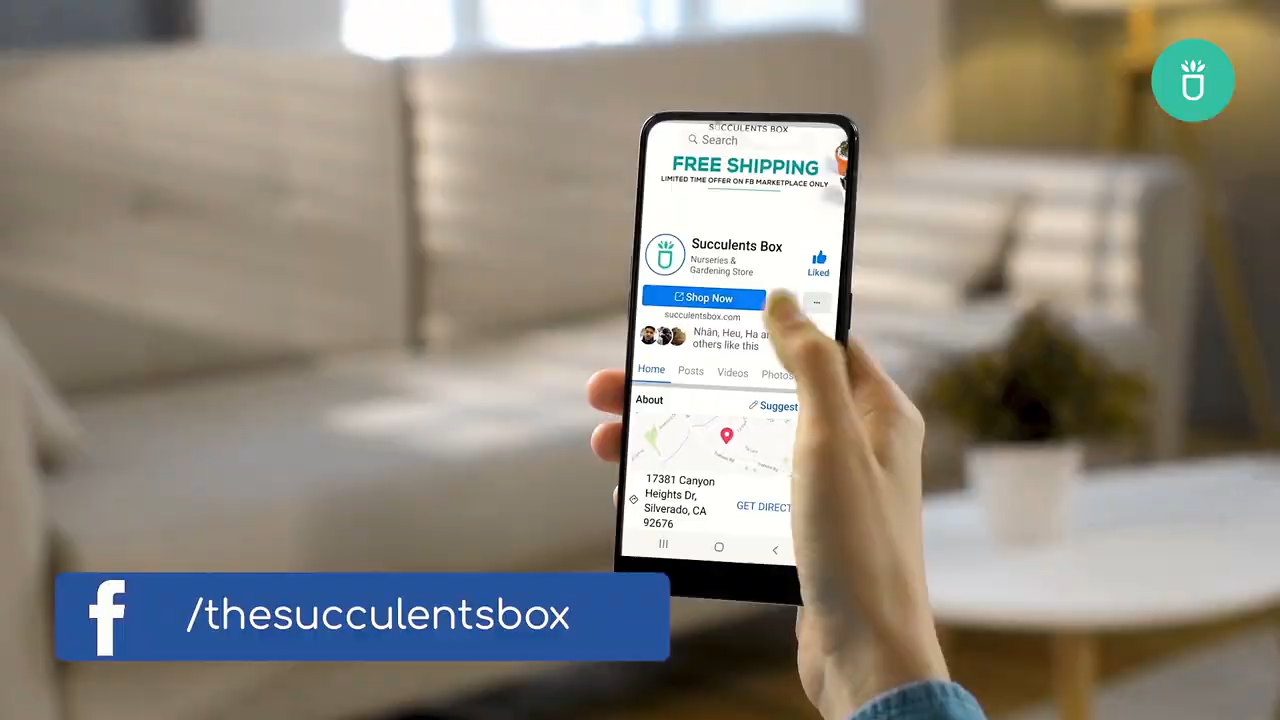 SUCCULENTS BOX
Search
FREE SHIPPING
LIMITED TIME OFFER ON FB MARKETPLACE ONLY
Succulents Box
Nurseries &
Gardening Store
Liked
Shop Now
succulentsbox.com
Nhân, Heu, Ha
others like this
Home Posts Videos Photos
About
Suggest
17381 Canyon
Heights Dr,
Silverado, CA
92676
GET DIRECT
f /thesucculentsbox